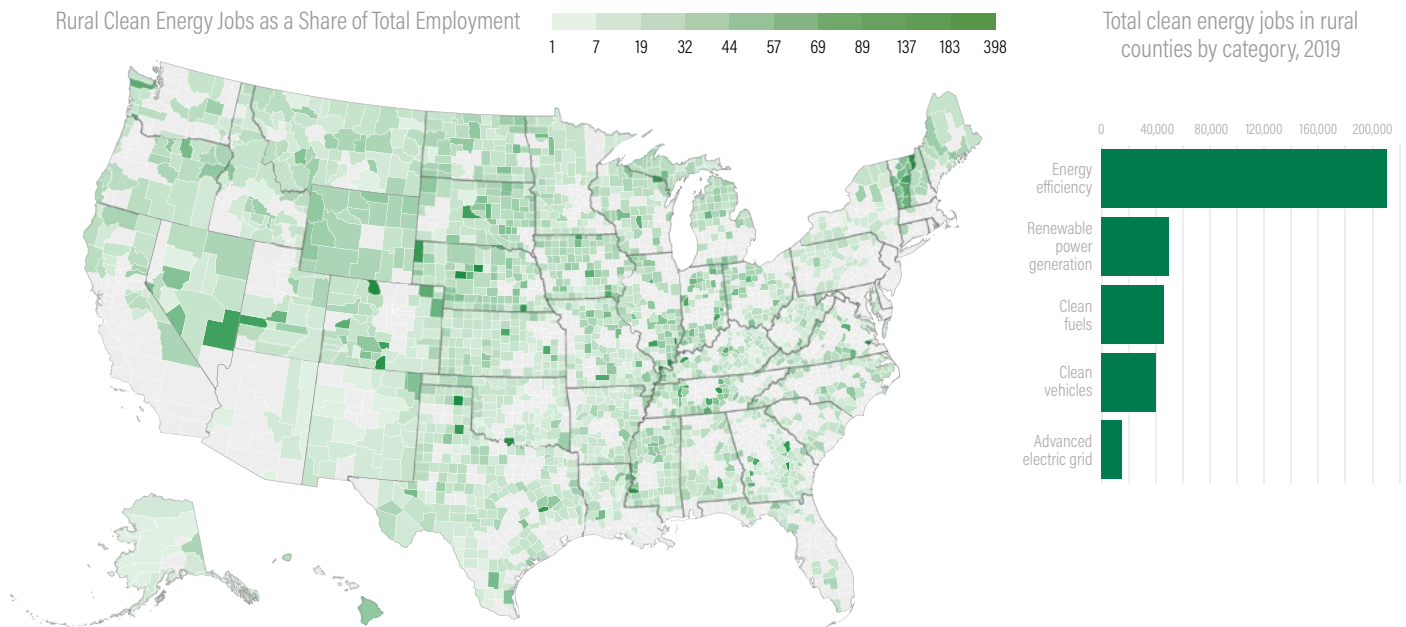 Rural Clean Energy Jobs as a Share of Total Employment
1 7 19 32 44 57 69 89 137 183 398
Total clean energy jobs in rural
counties by category, 2019
0 40,000 80,000 120,000 160,000 200,000
Energy
efficiency
Renewable
power
generation
Clean
fuels
Clean
vehicles
Advanced
electric grid